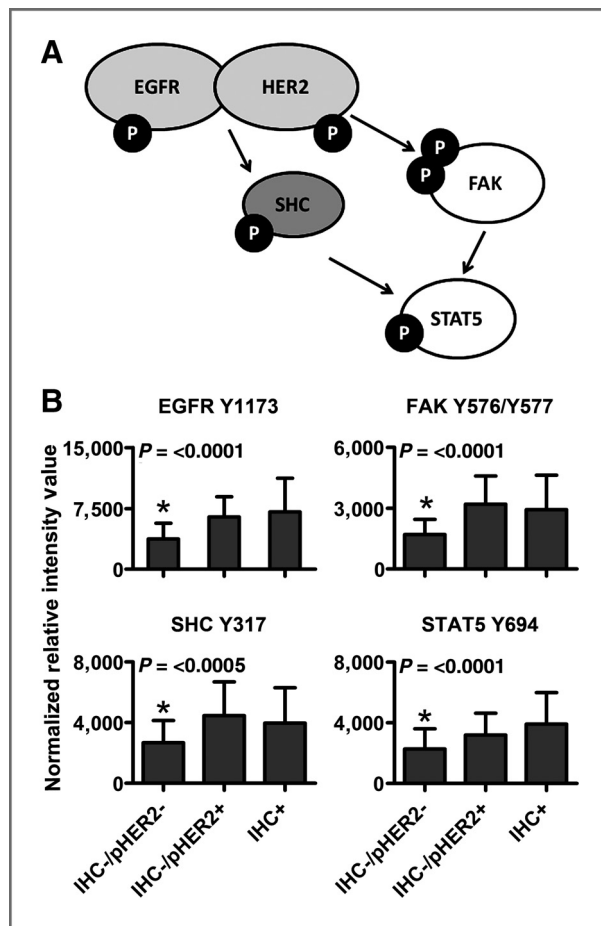 A
EGFR
HER2
P
P
P
P
FAK
SHC
P
STAT5
P
B
Normalized relative intensity value
EGFR Y1173
15,000
7,500
0
P = <0.0001
*
FAK Y576/Y577
6,000
3,000
0
P = <0.0001
*
SHC Y317
8,000
4,000
0
P = <0.0005
*
STAT5 Y694
8,000
4,000
0
P = <0.0001
*
IHC-/pHER2-
IHC-/pHER2+
IHC+
IHC-/pHER2-
IHC-/pHER2+
IHC+